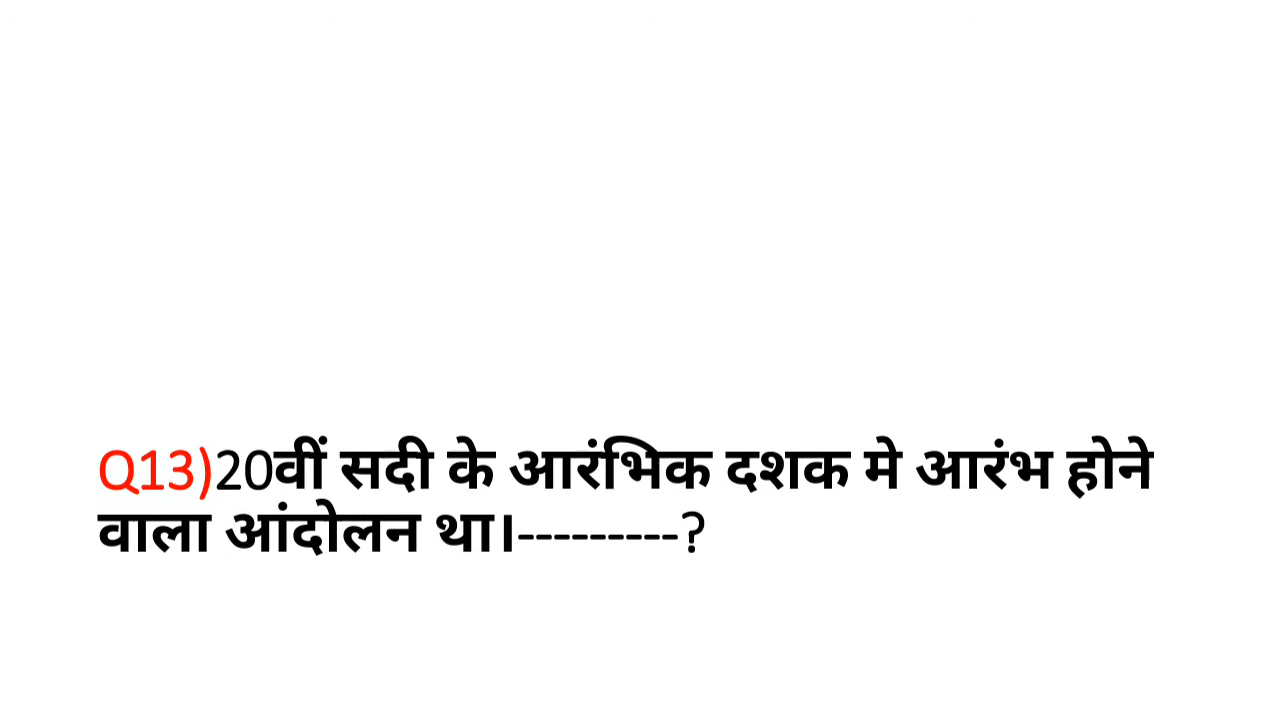 Q13)20वीं सदी के आरंभिक दशक मे आरंभ होने
वाला आंदोलन था।---------?